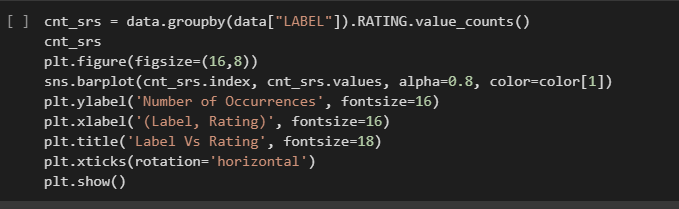 [ ] cnt_srs = data.groupby(data["LABEL"]).RATING.value_counts()
cnt_srs
plt.figure(figsize=(16,8))
sns.barplot(cnt_srs.index, cnt_srs.values, alpha=0.8, color=color[1])
plt.ylabel('Number of Occurrences', fontsize=16)
plt.xlabel('(Label, Rating)', fontsize=16)
plt.title('Label Vs Rating', fontsize=18)
plt.xticks(rotation='horizontal')
plt.show()